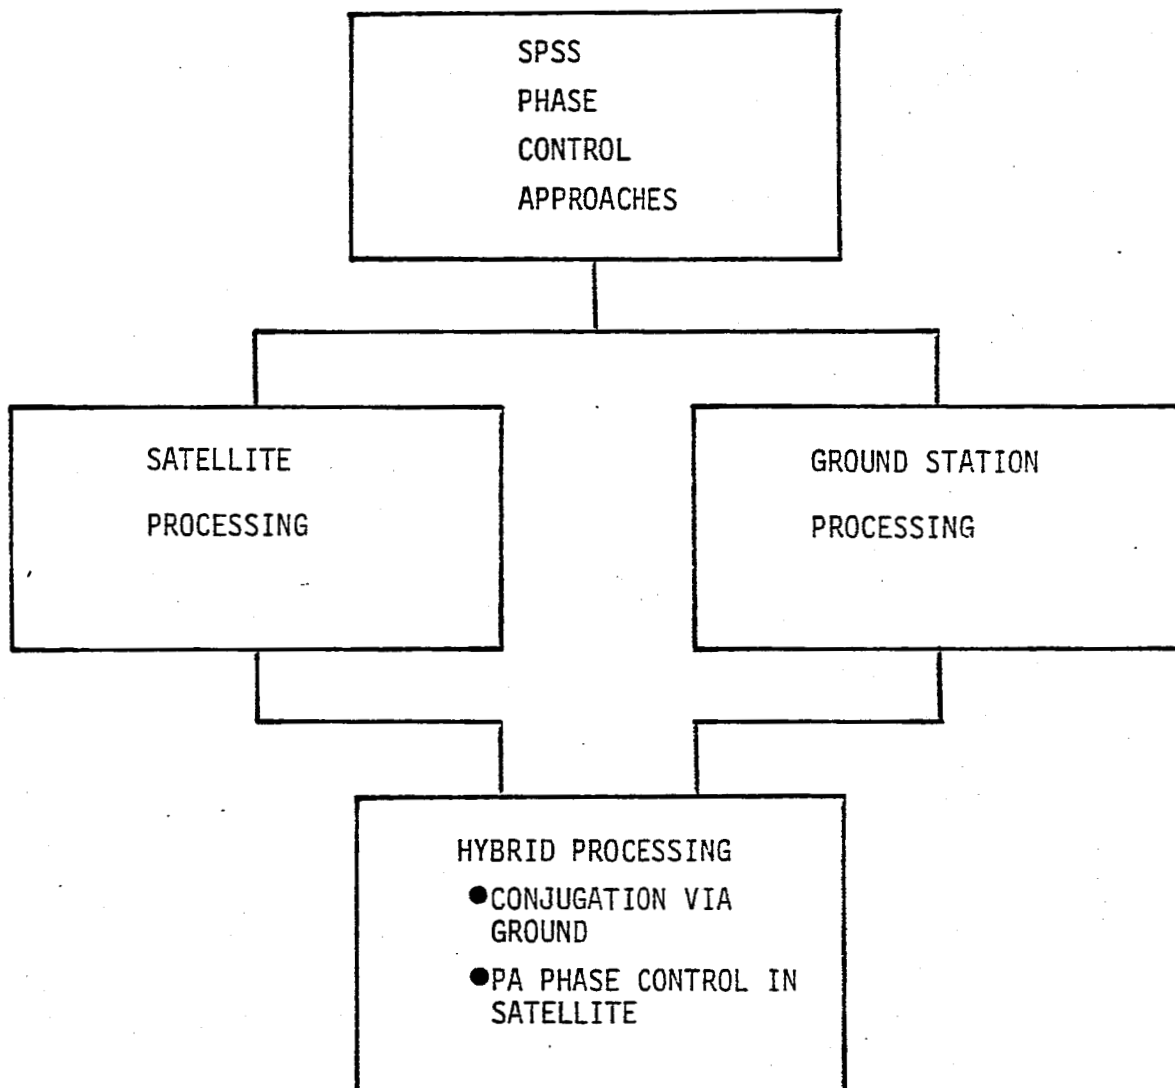 SPSS
PHASE
CONTROL
APPROACHES
SATELLITE
PROCESSING
GROUND STATION
PROCESSING
HYBRID PROCESSING
●CONJUGATION VIA
GROUND
●PA PHASE CONTROL IN
SATELLITE